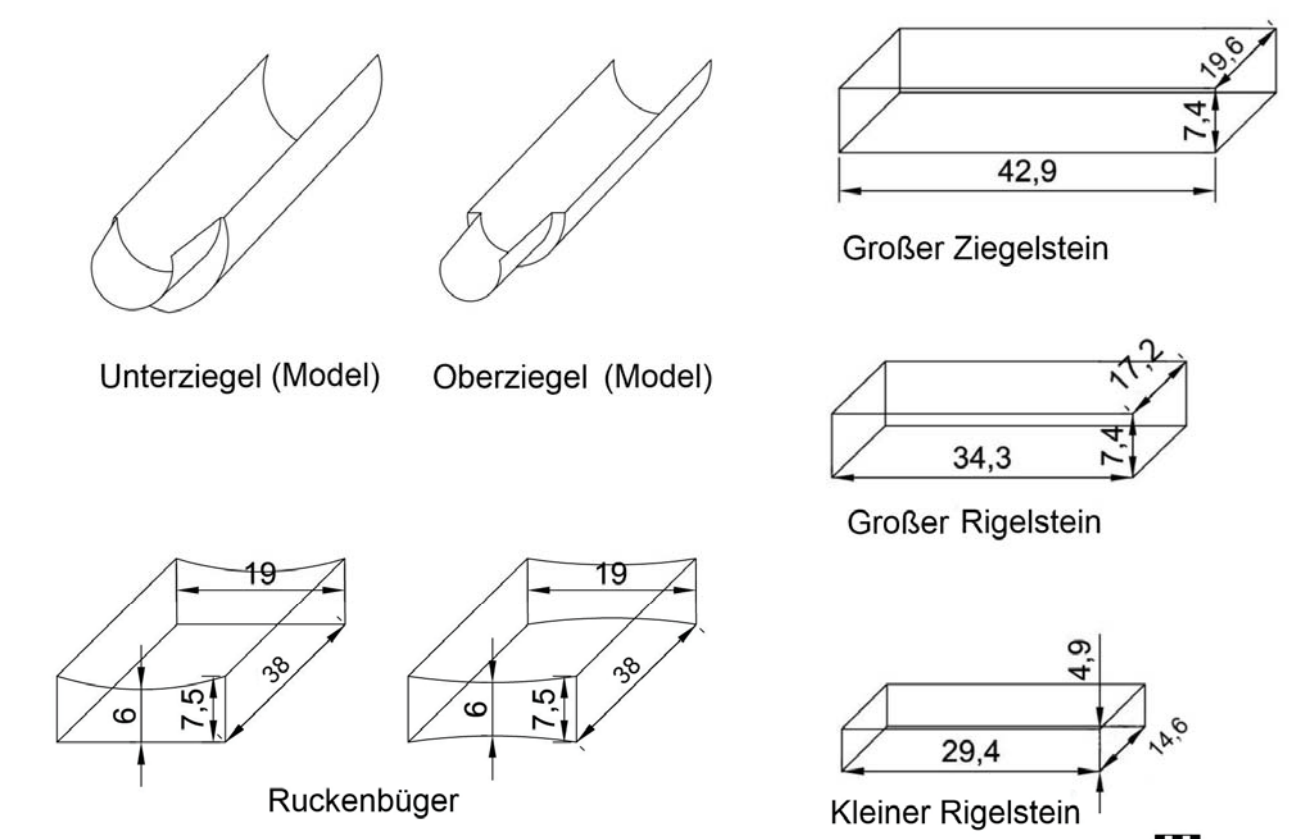 19,6
7,4
42,9
Großer Ziegelstein
Unterziegel (Model)
Oberziegel (Model)
17,2
7,4
34,3
Großer Rigelstein
19
38
6
7,5
19
38
6
7,5
Ruckenbüger
4,9
14,6
29,4
Kleiner Rigelstein